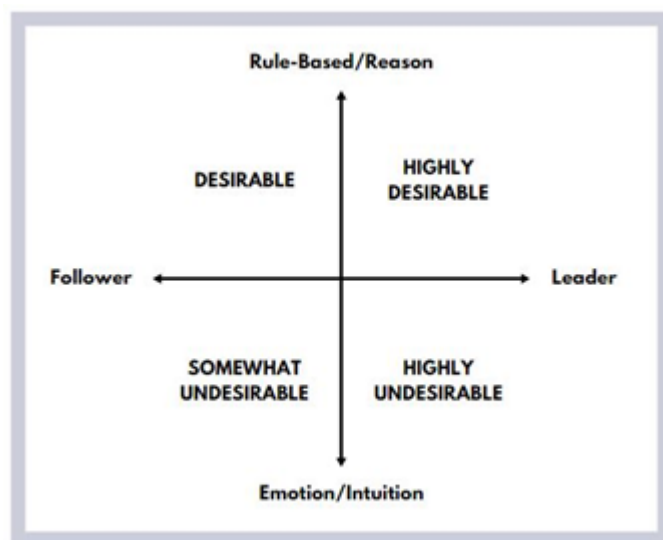 Rule-Based/Reason
DESIRABLE
HIGHLY
DESIRABLE
Follower
Leader
SOMEWHAT
UNDESIRABLE
HIGHLY
UNDESIRABLE
Emotion/Intuition